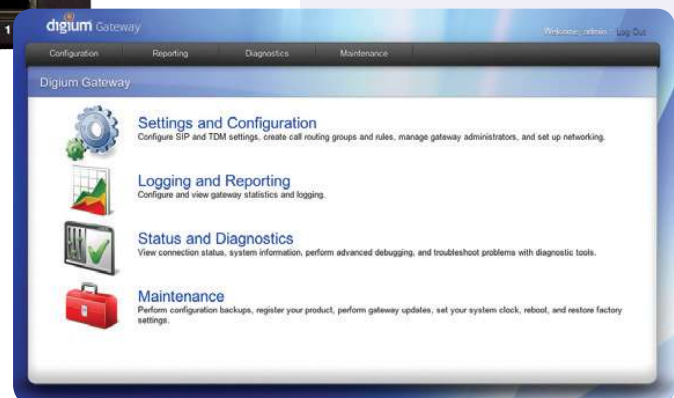 1
digium Gateway
Welcome, admin : Log Out
Configuration Reporting Diagnostics Maintenance
Digium Gateway
Settings and Configuration
Configure SIP and TDM settings, create call routing groups and rules, manage gateway administrators, and set up networking.
Logging and Reporting
Configure and view gateway statistics and logging.
Status and Diagnostics
View connection status, system information, perform advanced debugging, and troubleshoot problems with diagnostic tools.
Maintenance
Perform configuration backups, register your product, perform gateway updates, set your system clock, reboot, and restore factory
settings.